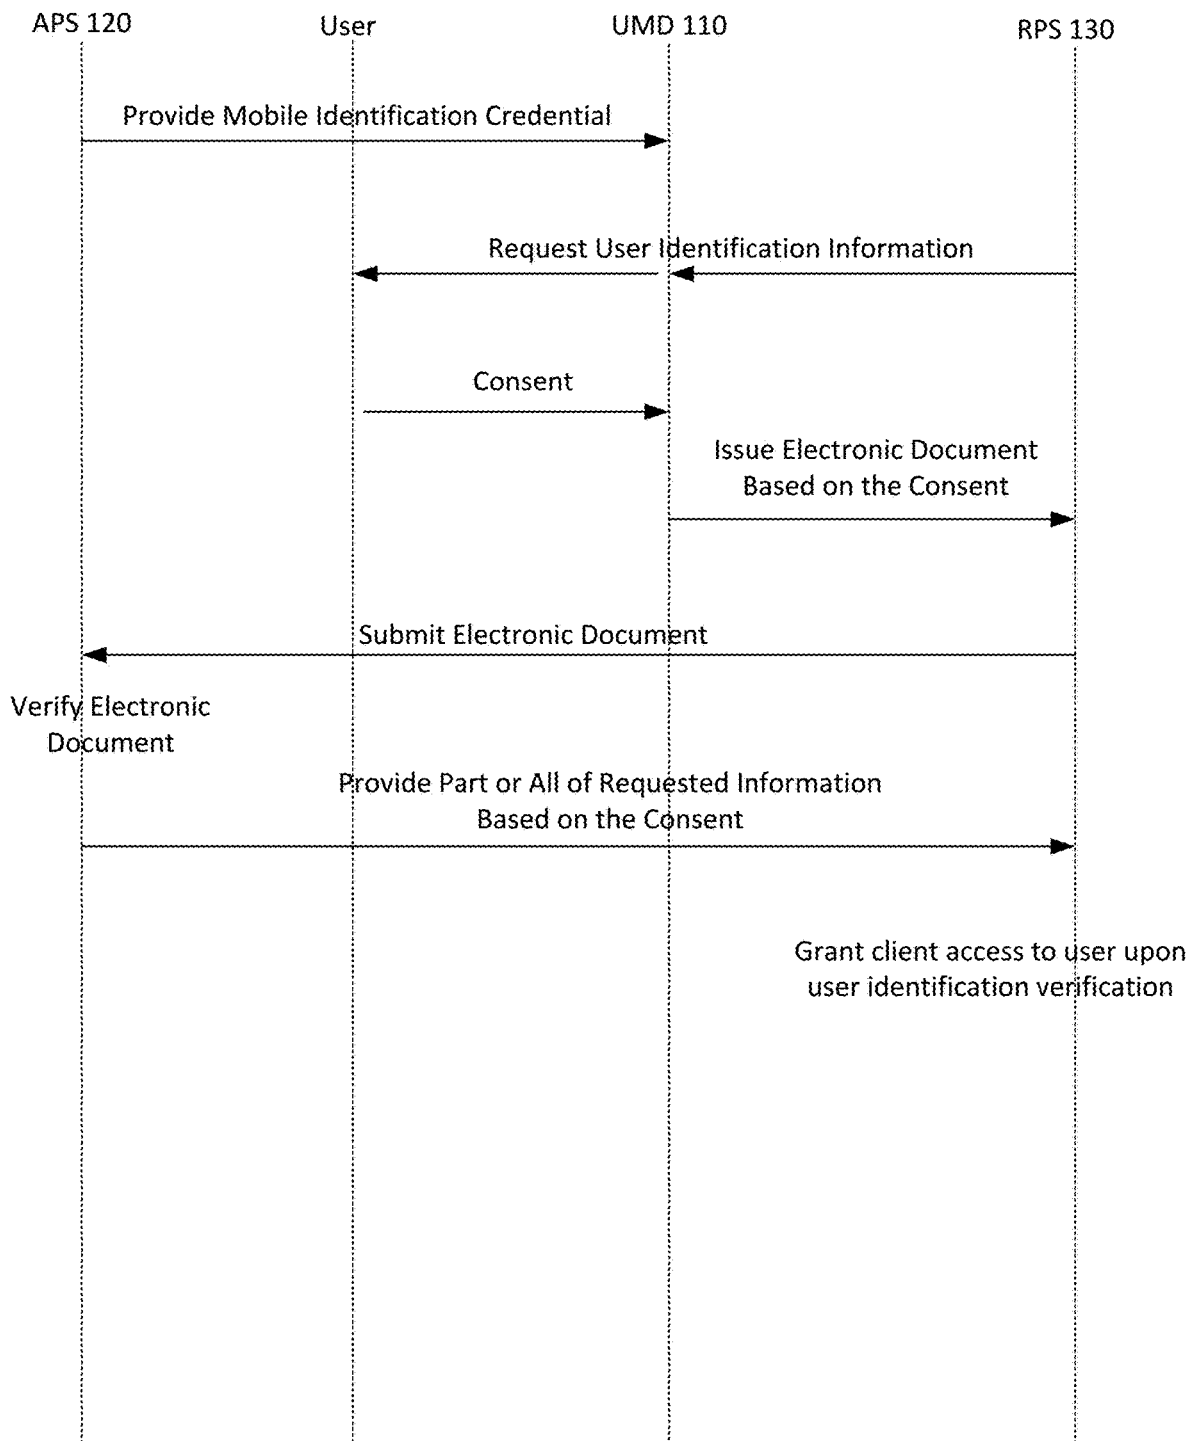 APS 120
User
UMD 110
RPS 130
Provide Mobile Identification Credential
Request User Identification Information
Consent
Issue Electronic Document
Based on the Consent
Submit Electronic Document
Verify Electronic
Document
Provide Part or All of Requested Information
Based on the Consent
Grant client access to user upon
user identification verification